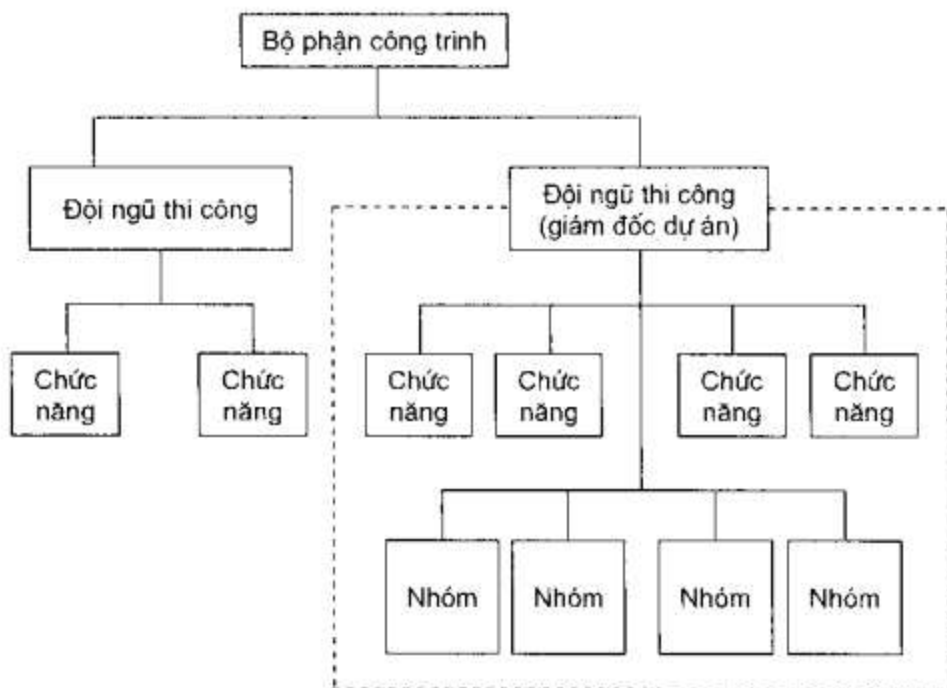 Bộ phận công trình
Đội ngũ thi công
Đội ngũ thi công
(giám đốc dự án)
Chức
năng
Chức
năng
Chức
năng
Chức
năng
Chức
năng
Chức
năng
Nhóm
Nhóm
Nhóm
Nhóm